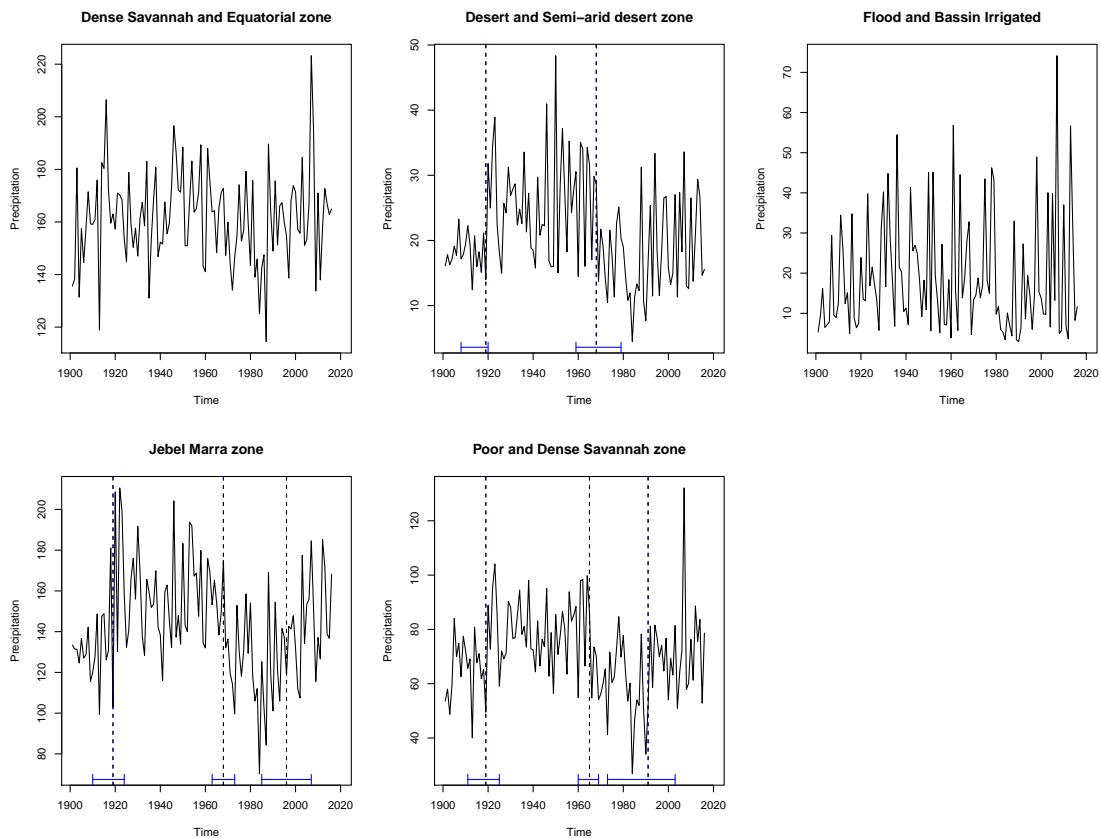 Dense Savannah and Equatorial zone
Precipitation
120 140 160 180 200 220
1900 1920 1940 1960 1980 2000 2020
Time
Desert and Semi−arid desert zone
Precipitation
10 20 30 40 50
1900 1920 1940 1960 1980 2000 2020
Time
Flood and Bassin Irrigated
Precipitation
10 20 30 40 50 60 70
1900 1920 1940 1960 1980 2000 2020
Time
Jebel Marra zone
Precipitation
80 100 120 140 160 180 200
1900 1920 1940 1960 1980 2000 2020
Time
Poor and Dense Savannah zone
Precipitation
40 60 80 100 120
1900 1920 1940 1960 1980 2000 2020
Time